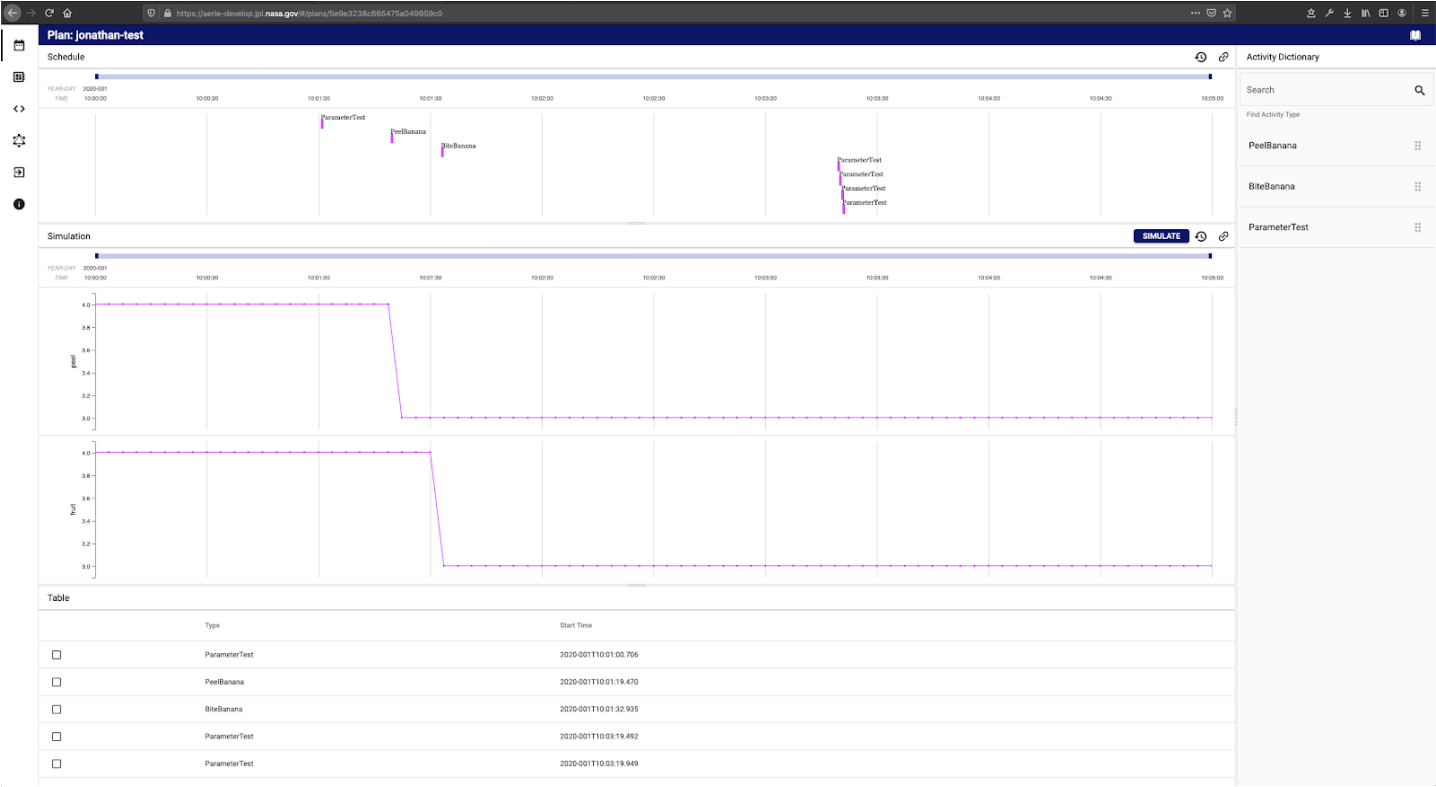 https://aerie-develop.jpl.nasa.gov/#/plans/5e9e3238c665475a049959c0
Plan: jonathan-test
Schedule
YEAR-DAY 2020-001
TIME 10:00:00 10:00:30 10:01:00 10:01:30 10:02:00 10:02:30 10:03:00 10:03:30 10:04:00 10:04:30 10:05:00
ParameterTest
PeelBanana
BiteBanana
ParameterTest
ParameterTest
ParameterTest
ParameterTest
Simulation SIMULATE
YEAR-DAY 2020-001
TIME 10:00:00 10:00:30 10:01:00 10:01:30 10:02:00 10:02:30 10:03:00 10:03:30 10:04:00 10:04:30 10:05:00
4.0
3.8
3.6
peel
3.4
3.2
3.0
4.0
3.8
3.6
fruit
3.4
3.2
3.0
Table
Type Start Time
ParameterTest 2020-001T10:01:00.706
PeelBanana 2020-001T10:01:19.470
BiteBanana 2020-001T10:01:32.935
ParameterTest 2020-001T10:03:19.492
ParameterTest 2020-001T10:03:19.949
Activity Dictionary
Search
Find Activity Type
PeelBanana
BiteBanana
ParameterTest